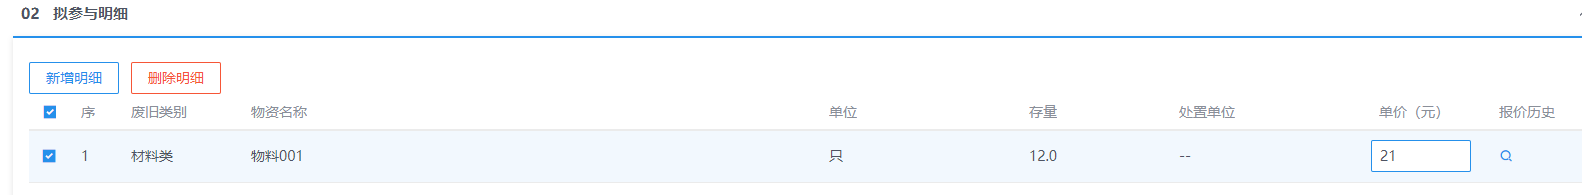 02 拟参与明细
新增明细 删除明细
序 废旧类别 物资名称 单位 存量 处置单位 单价（元） 报价历史
1 材料类 物料001 只 12.0 -- 21